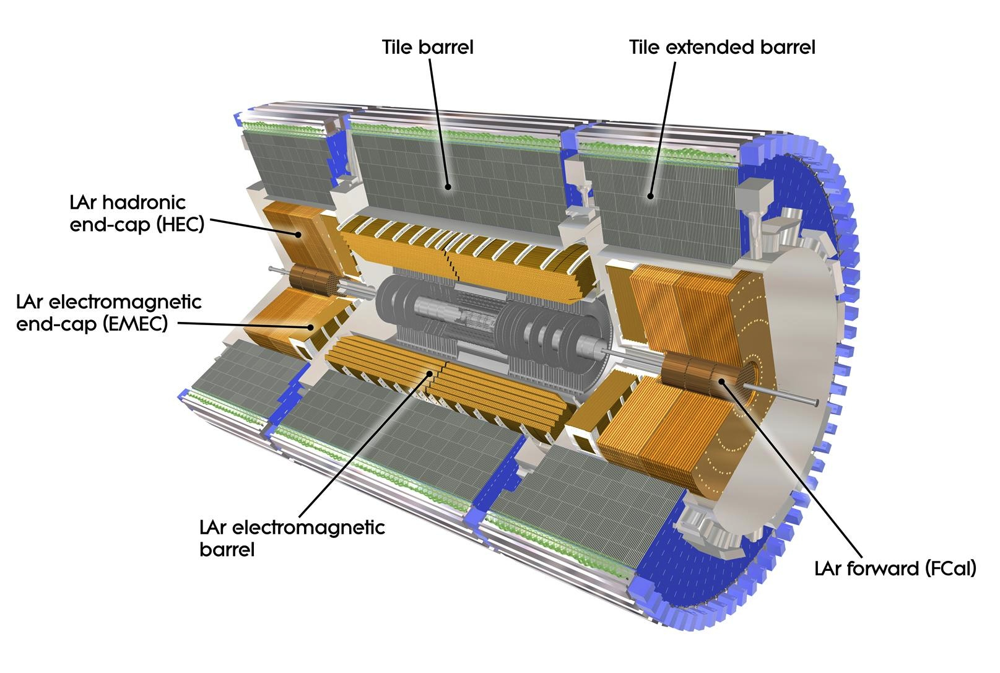 Tile barrel
Tile extended barrel
LAr hadronic
end-cap (HEC)
LAr electromagnetic
end-cap (EMEC)
LAr electromagnetic
barrel
LAr forward (FCal)